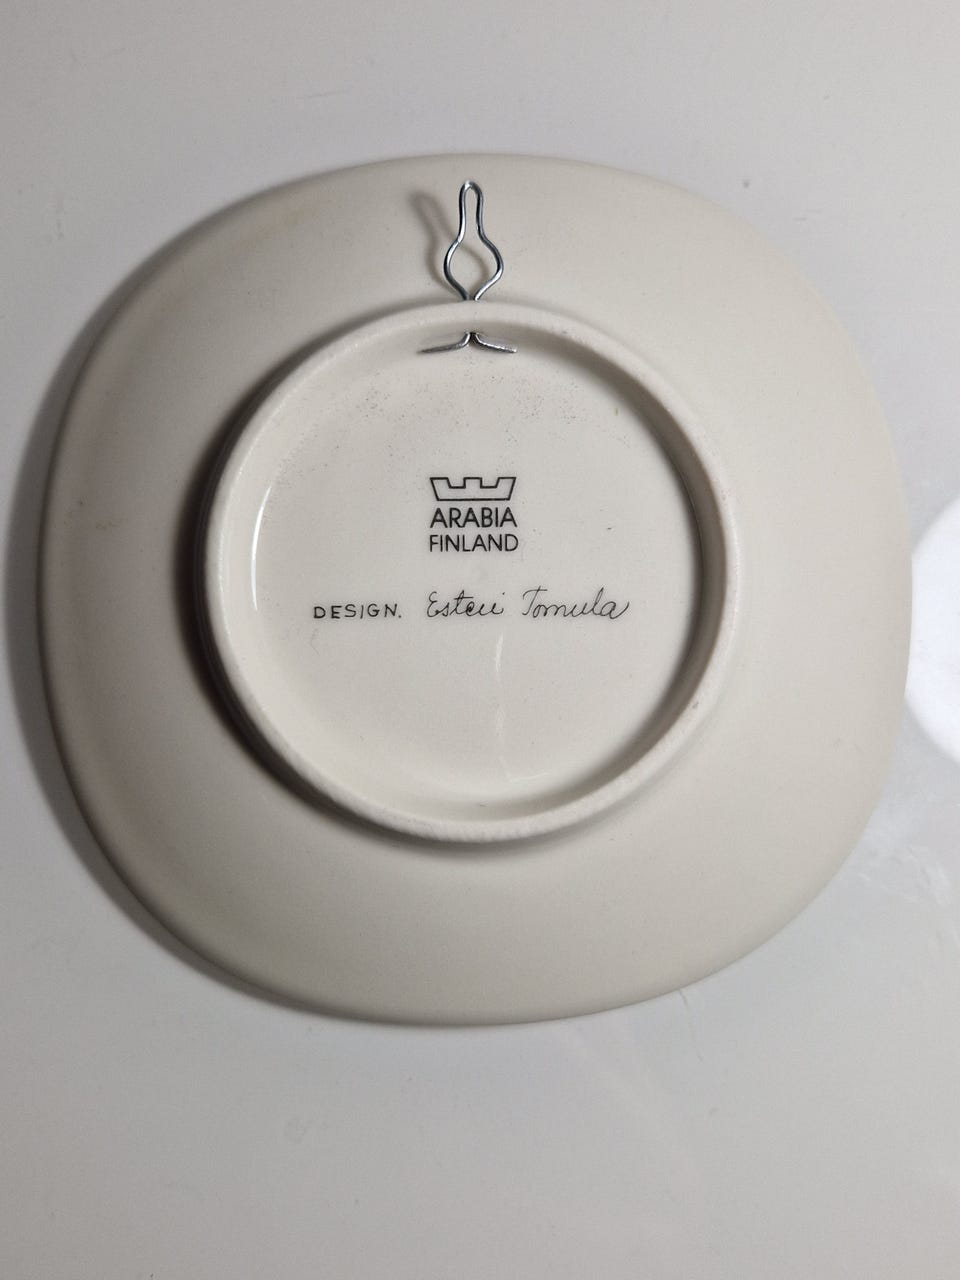 ARABIA
FINLAND
DESIGN. Esteri Tomula